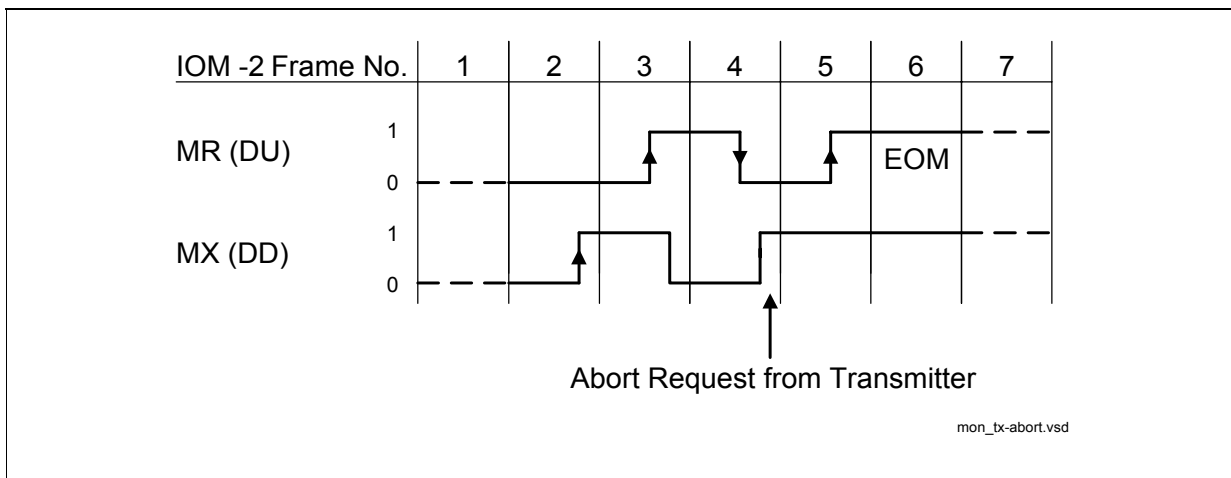 IOM -2 Frame No. 1 2 3 4 5 6 7
1
MR (DU)
0
EOM
1
MX (DD)
0
Abort Request from Transmitter
mon_tx-abort.vsd